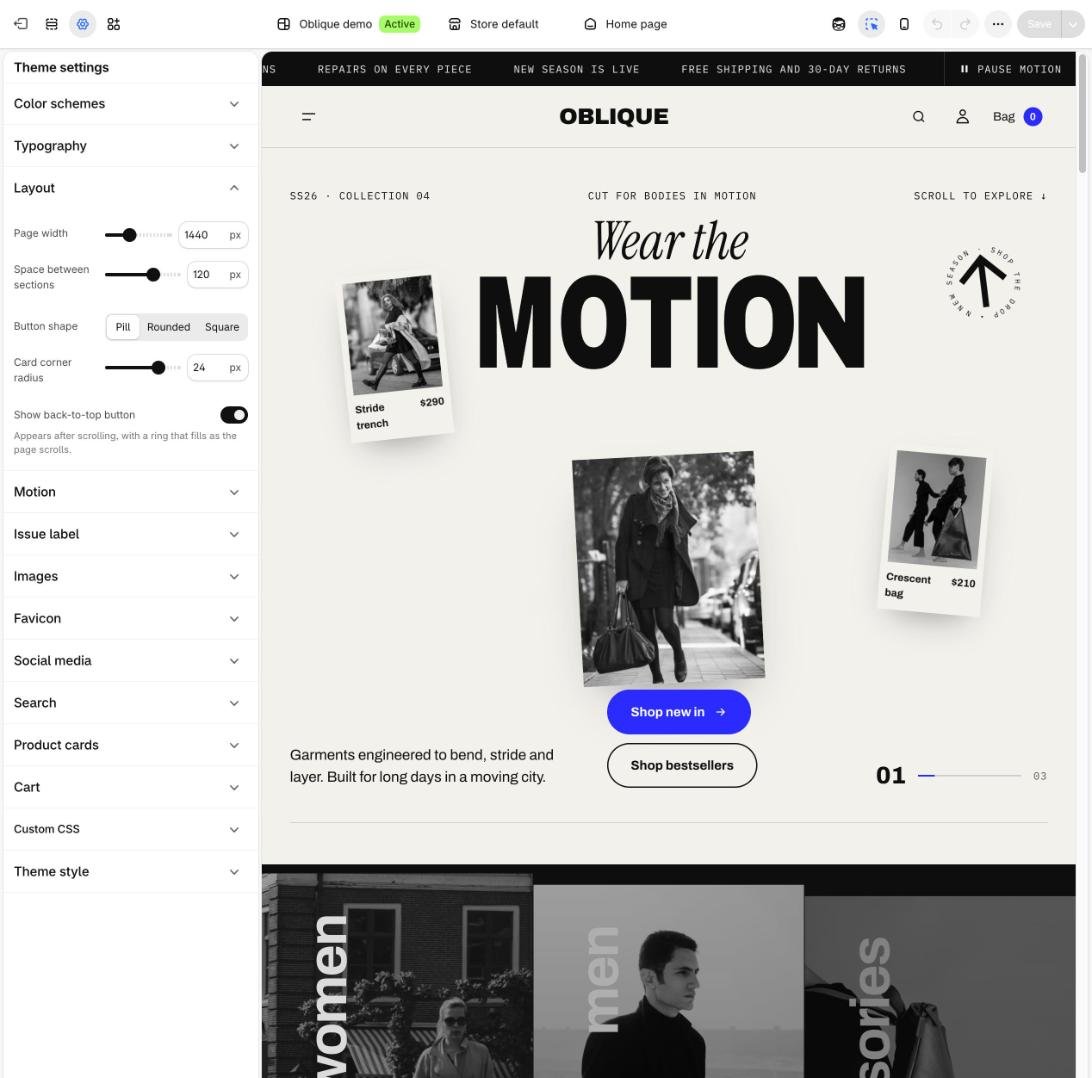 Oblique demo Active
Store default
Home page
Save
Theme settings
Color schemes
Typography
Layout
Page width 1440 px
Space between
sections 120 px
Button shape Pill Rounded Square
Card corner
radius 24 px
Show back-to-top button
Appears after scrolling, with a ring that fills as the
page scrolls.
Motion
Issue label
Images
Favicon
Social media
Search
Product cards
Cart
Custom CSS
Theme style
NS REPAIRS ON EVERY PIECE NEW SEASON IS LIVE FREE SHIPPING AND 30-DAY RETURNS PAUSE MOTION
OBLIQUE
Bag 0
SS26 · COLLECTION 04
CUT FOR BODIES IN MOTION
SCROLL TO EXPLORE ↓
Wear the
MOTION
SHOP THE DROP • NEW SEASON •
Stride
trench $290
Crescent
bag $210
Shop new in →
Shop bestsellers
Garments engineered to bend, stride and
layer. Built for long days in a moving city.
01 03
women
men
sories